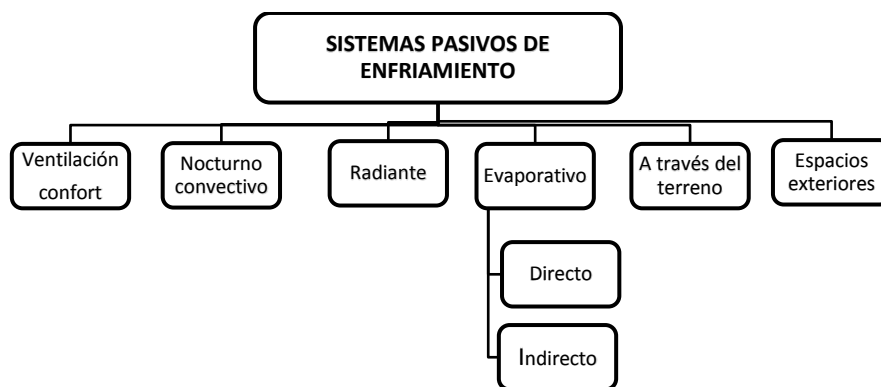 SISTEMAS PASIVOS DE
ENFRIAMIENTO
Ventilación
confort
Nocturno
convectivo
Radiante
Evaporativo
A través del
terreno
Espacios
exteriores
Directo
Indirecto